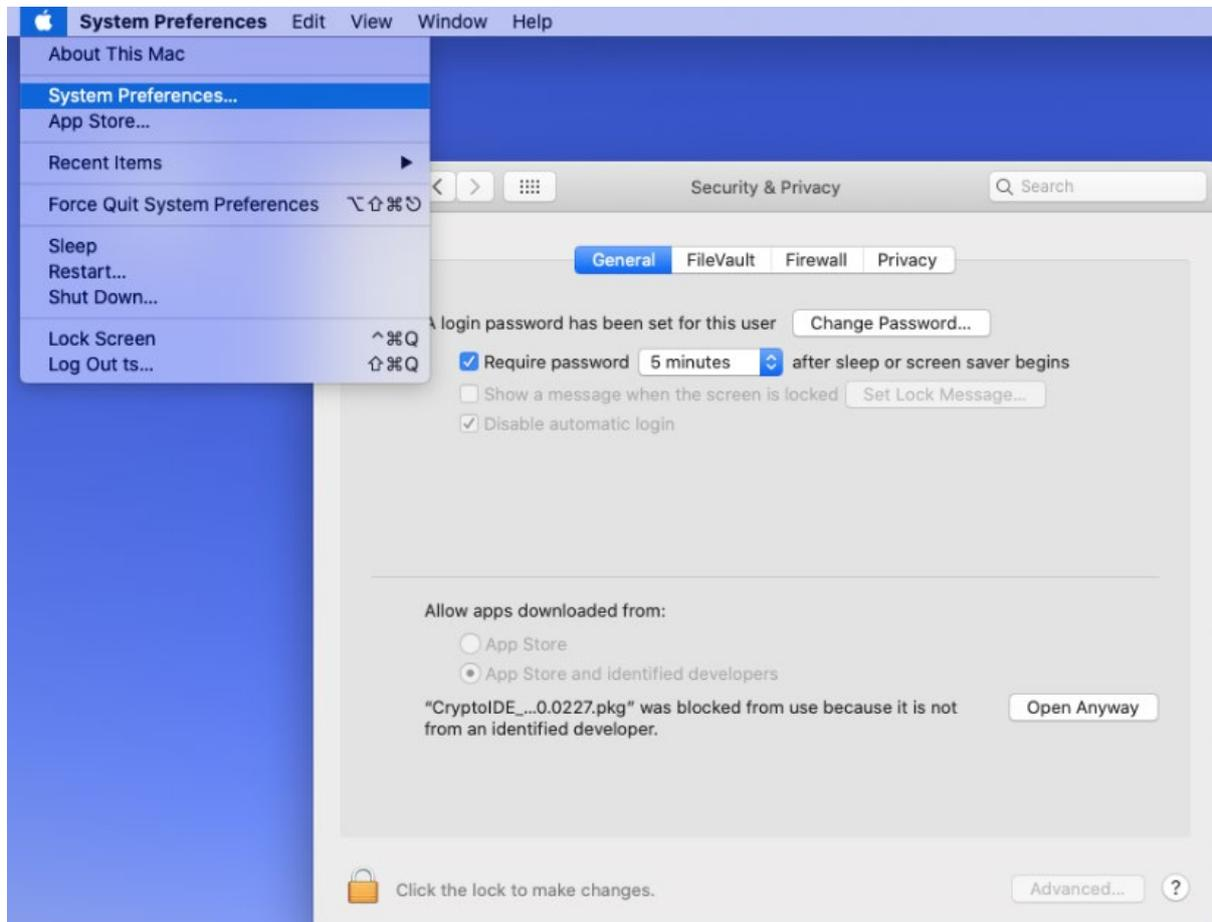 System Preferences Edit View Window Help
About This Mac
System Preferences...
App Store...
Recent Items
Force Quit System Preferences ⌥⇧⌘⎋
Sleep
Restart...
Shut Down...
Lock Screen ^⌘Q
Log Out ts... ⇧⌘Q
Security & Privacy
Search
General FileVault Firewall Privacy
A login password has been set for this user Change Password...
Require password 5 minutes after sleep or screen saver begins
Show a message when the screen is locked Set Lock Message...
Disable automatic login
Allow apps downloaded from:
App Store
App Store and identified developers
“CryptoIDE_...0.0227.pkg” was blocked from use because it is not Open Anyway
from an identified developer.
Click the lock to make changes. Advanced... ?